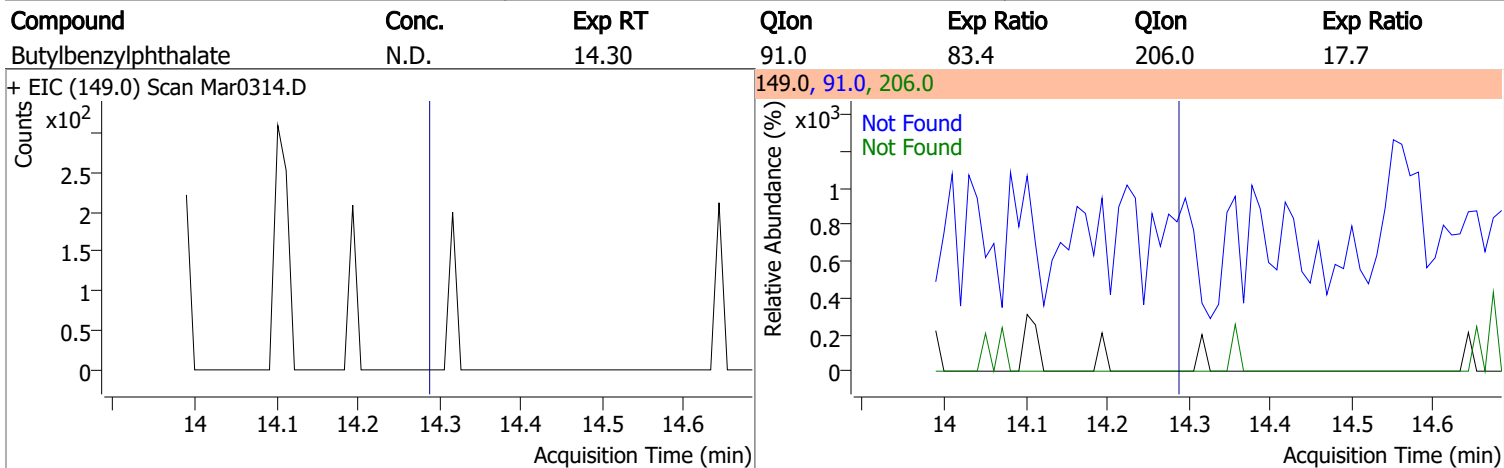 Compound Conc. Exp RT QIon Exp Ratio QIon Exp Ratio
Butylbenzylphthalate N.D. 14.30 91.0 83.4 206.0 17.7
+ EIC (149.0) Scan Mar0314.D
Counts
x10²
2.5
2
1.5
1
0.5
0
14 14.1 14.2 14.3 14.4 14.5 14.6
Acquisition Time (min)
149.0, 91.0, 206.0
Relative Abundance (%)
x10³
Not Found
Not Found
1
0.8
0.6
0.4
0.2
0
14 14.1 14.2 14.3 14.4 14.5 14.6
Acquisition Time (min)